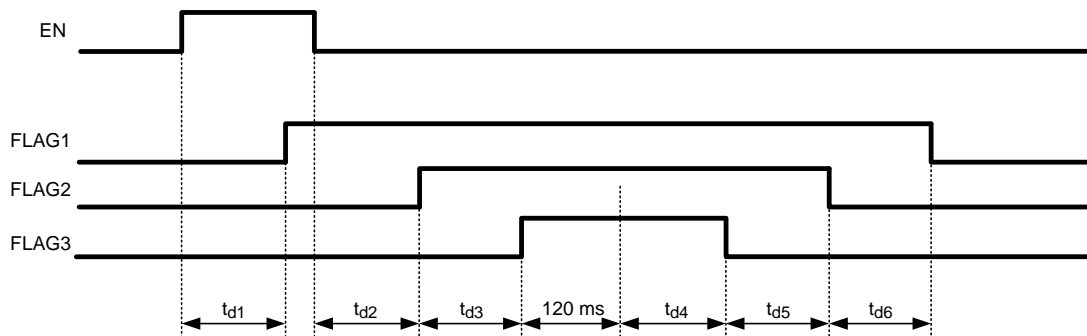 EN
FLAG1
FLAG2
FLAG3
td1 td2 td3 120 ms td4 td5 td6